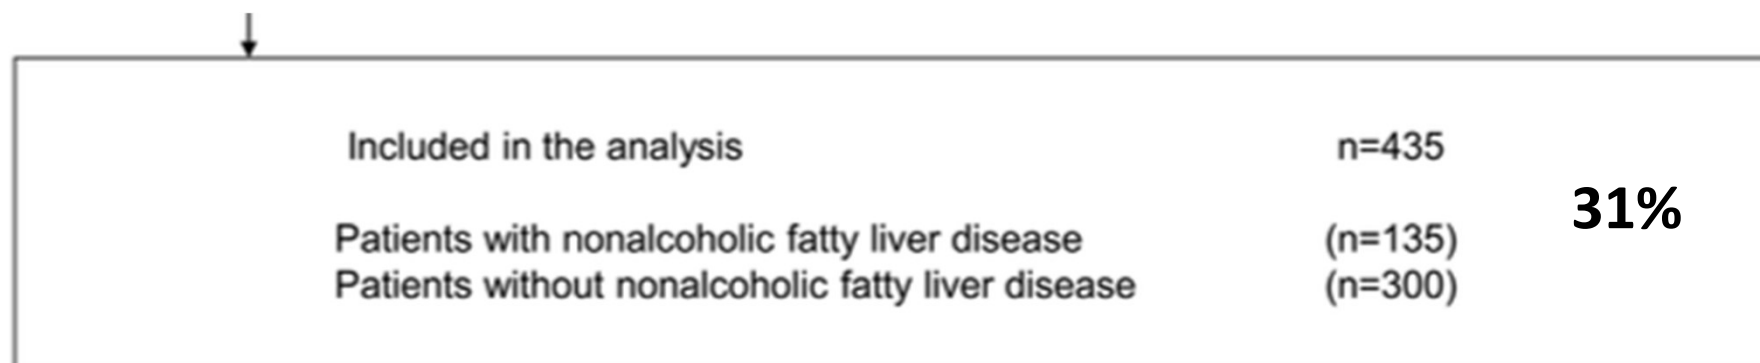 Included in the analysis n=435
31%
Patients with nonalcoholic fatty liver disease (n=135)
Patients without nonalcoholic fatty liver disease (n=300)